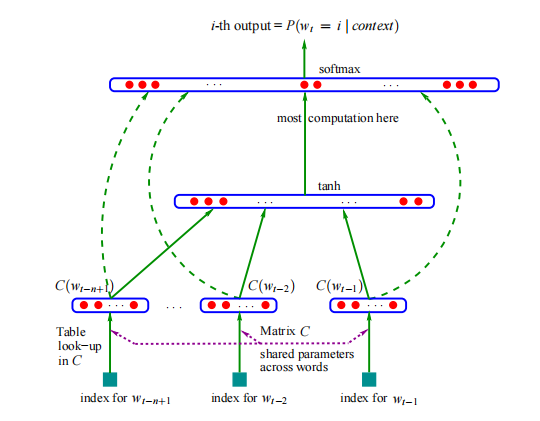 i-th output = P(w_t = i | context)
softmax
...
...
most computation here
tanh
...
...
C(w_{t−n+1})
C(w_{t−2})
C(w_{t−1})
...
...
...
...
Table
look−up
in C
Matrix C
shared parameters
across words
index for w_{t−n+1}
index for w_{t−2}
index for w_{t−1}